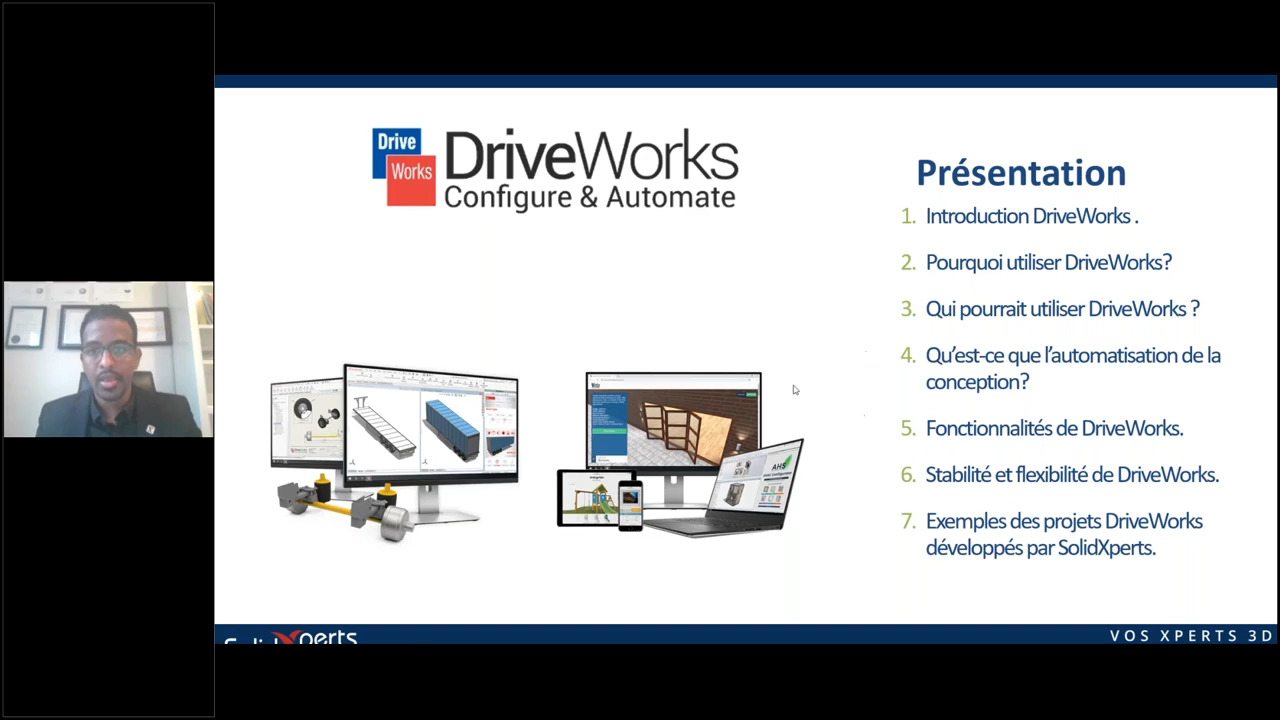 Drive
Works
DriveWorks
Configure & Automate
Présentation
1. Introduction DriveWorks .
2. Pourquoi utiliser DriveWorks?
3. Qui pourrait utiliser DriveWorks ?
4. Qu’est-ce que l’automatisation de la
conception?
5. Fonctionnalités de DriveWorks.
6. Stabilité et flexibilité de DriveWorks.
7. Exemples des projets DriveWorks
développés par SolidXperts.
AHS
SolidXperts
VOS XPERTS 3D